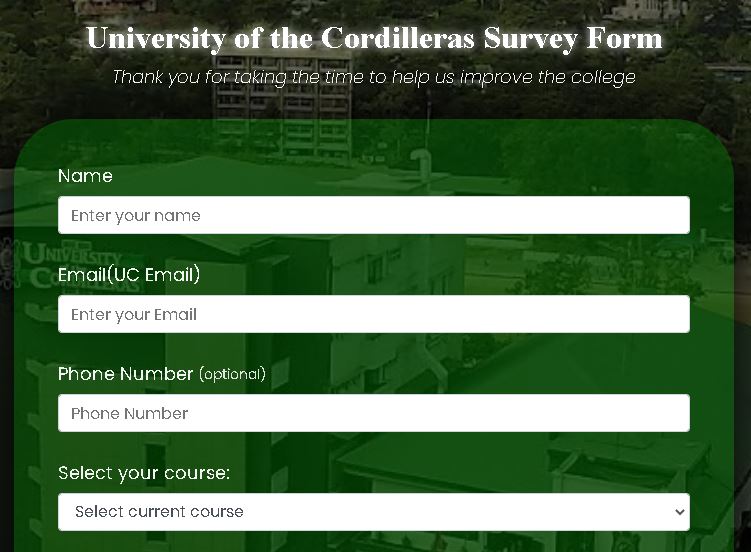 University of the Cordilleras Survey Form
Thank you for taking the time to help us improve the college
Name
Enter your name
UNIVERSITY
CORDILLERAS
Email(UC Email)
Enter your Email
Phone Number (optional)
Phone Number
Select your course:
Select current course